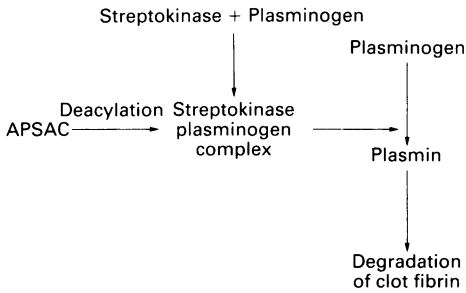 Streptokinase + Plasminogen
Plasminogen
Deacylation
APSAC
Streptokinase
plasminogen
complex
Plasmin
Degradation
of clot fibrin